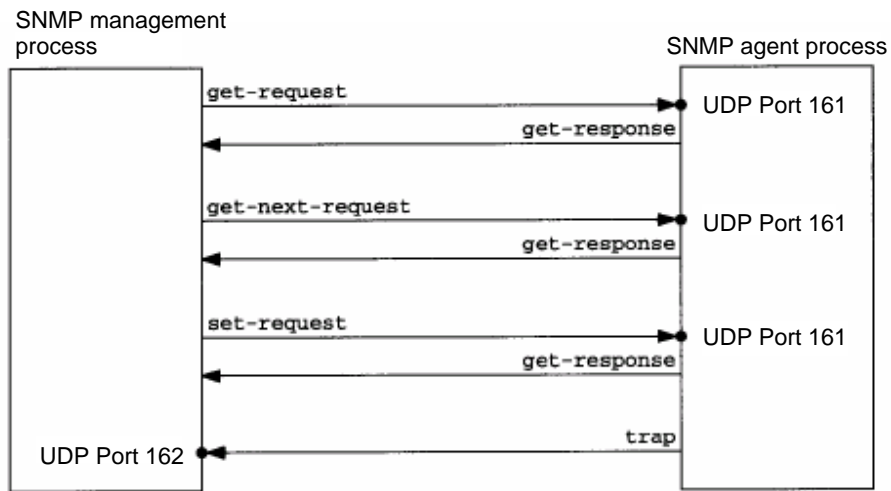 SNMP management
process
SNMP agent process
get-request
UDP Port 161
get-response
get-next-request
UDP Port 161
get-response
set-request
UDP Port 161
get-response
trap
UDP Port 162